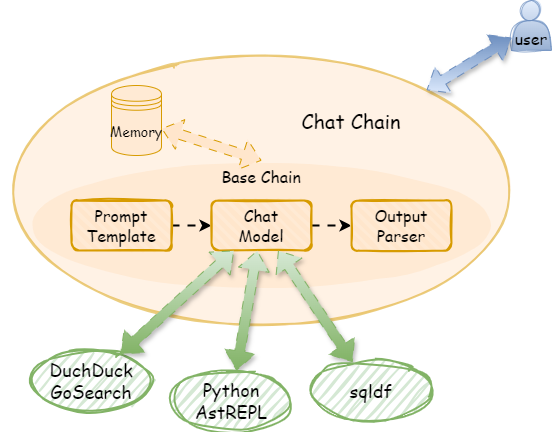 user
Chat Chain
Memory
Base Chain
Prompt
Template
Chat
Model
Output
Parser
DuchDuck
GoSearch
Python
AstREPL
sqldf